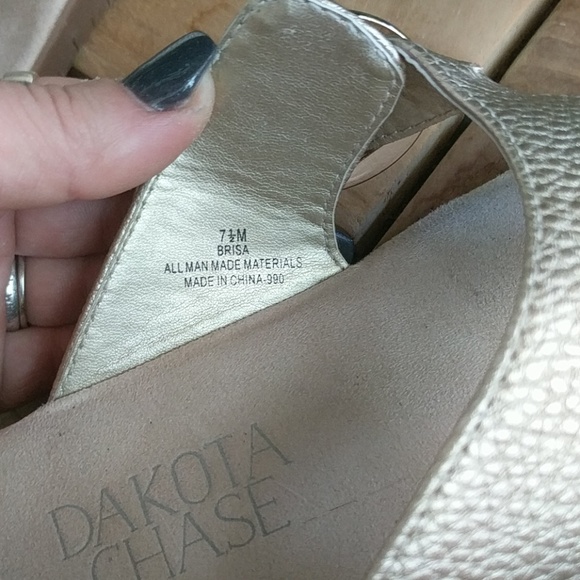 7½M
BRISA
ALL MAN MADE MATERIALS
MADE IN CHINA-990
DAKOTA
CHASE